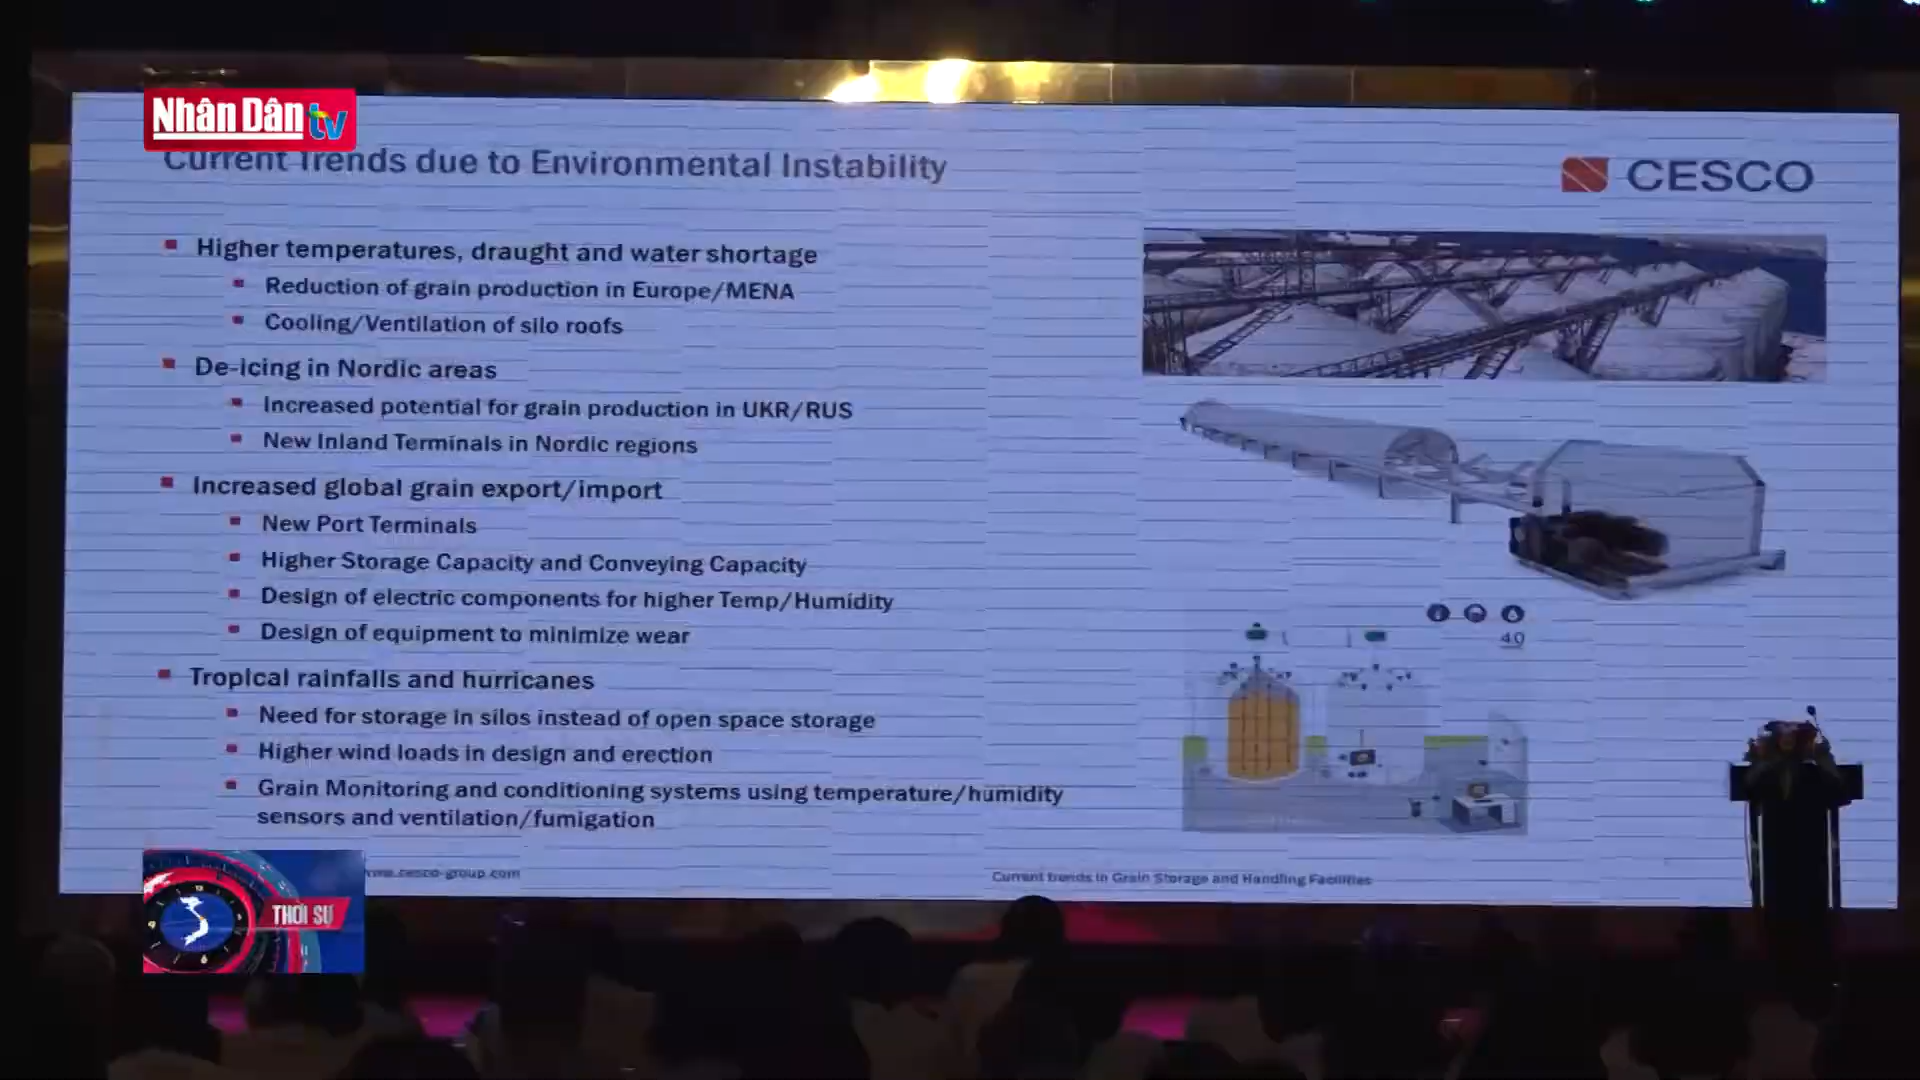 Nhân Dân tv
Current Trends due to Environmental Instability
CESCO
Higher temperatures, draught and water shortage
Reduction of grain production in Europe/MENA
Cooling/Ventilation of silo roofs
De-icing in Nordic areas
Increased potential for grain production in UKR/RUS
New Inland Terminals in Nordic regions
Increased global grain export/import
New Port Terminals
Higher Storage Capacity and Conveying Capacity
Design of electric components for higher Temp/Humidity
Design of equipment to minimize wear
Tropical rainfalls and hurricanes
Need for storage in silos instead of open space storage
Higher wind loads in design and erection
Grain Monitoring and conditioning systems using temperature/humidity
sensors and ventilation/fumigation
4.0
www.cesco-group.com
Current trends in Grain Storage and Handling Facilities
THỜI SỰ